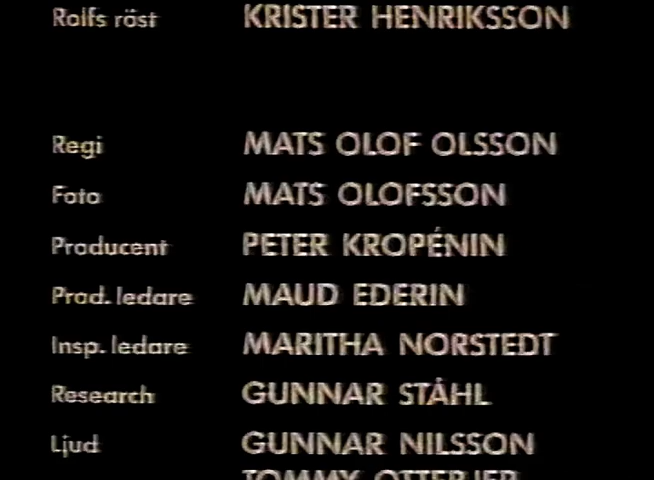 Rolfs röst KRISTER HENRIKSSON
Regi MATS OLOF OLSSON
Foto MATS OLOFSSON
Producent PETER KROPÉNIN
Prod. ledare MAUD EDERIN
Insp. ledare MARITHA NORSTEDT
Research GUNNAR STÅHL
Ljud GUNNAR NILSSON
TOMMY